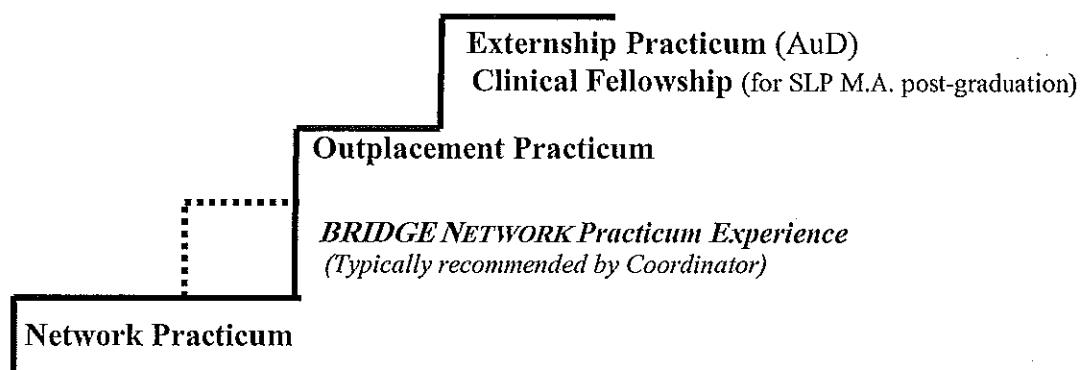 Externship Practicum (AuD)
Clinical Fellowship (for SLP M.A. post-graduation)
Outplacement Practicum
BRIDGE NETWORK Practicum Experience
(Typically recommended by Coordinator)
Network Practicum